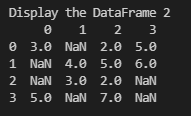 Display the DataFrame 2
     0    1    2    3
0  3.0  NaN  2.0  5.0
1  NaN  4.0  5.0  6.0
2  NaN  3.0  2.0  NaN
3  5.0  NaN  7.0  NaN